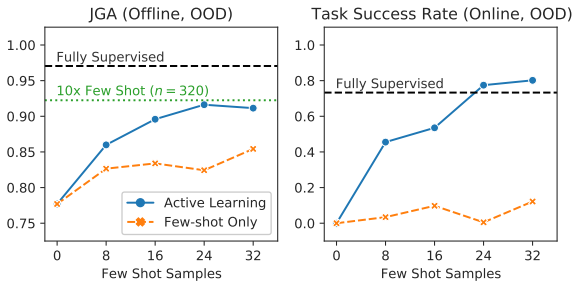 JGA (Offline, OOD)
1.00
0.95
0.90
0.85
0.80
0.75
Fully Supervised
10x Few Shot (n = 320)
Active Learning
Few-shot Only
0 8 16 24 32
Few Shot Samples
Task Success Rate (Online, OOD)
1.0
0.8
0.6
0.4
0.2
0.0
Fully Supervised
0 8 16 24 32
Few Shot Samples